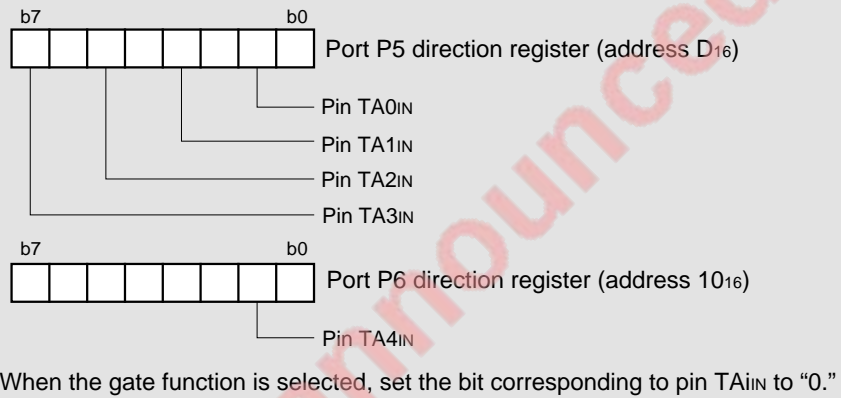 b7 b0
Port P5 direction register (address D16)
Pin TA0IN
Pin TA1IN
Pin TA2IN
Pin TA3IN
b7 b0
Port P6 direction register (address 1016)
Pin TA4IN
When the gate function is selected, set the bit corresponding to pin TAiIN to “0.”
announced